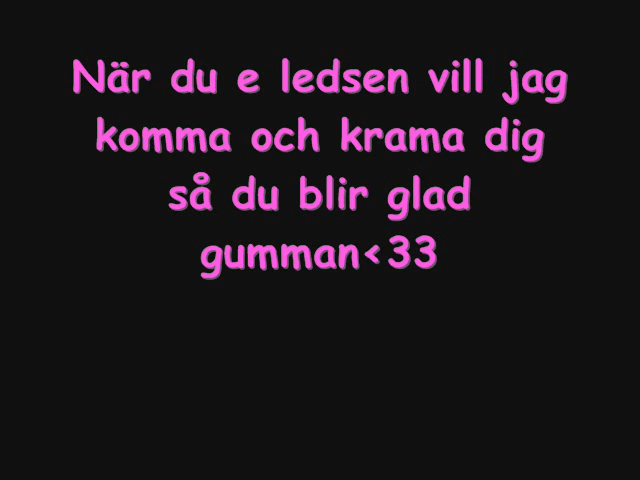 När du e ledsen vill jag
komma och krama dig
så du blir glad
gumman<33